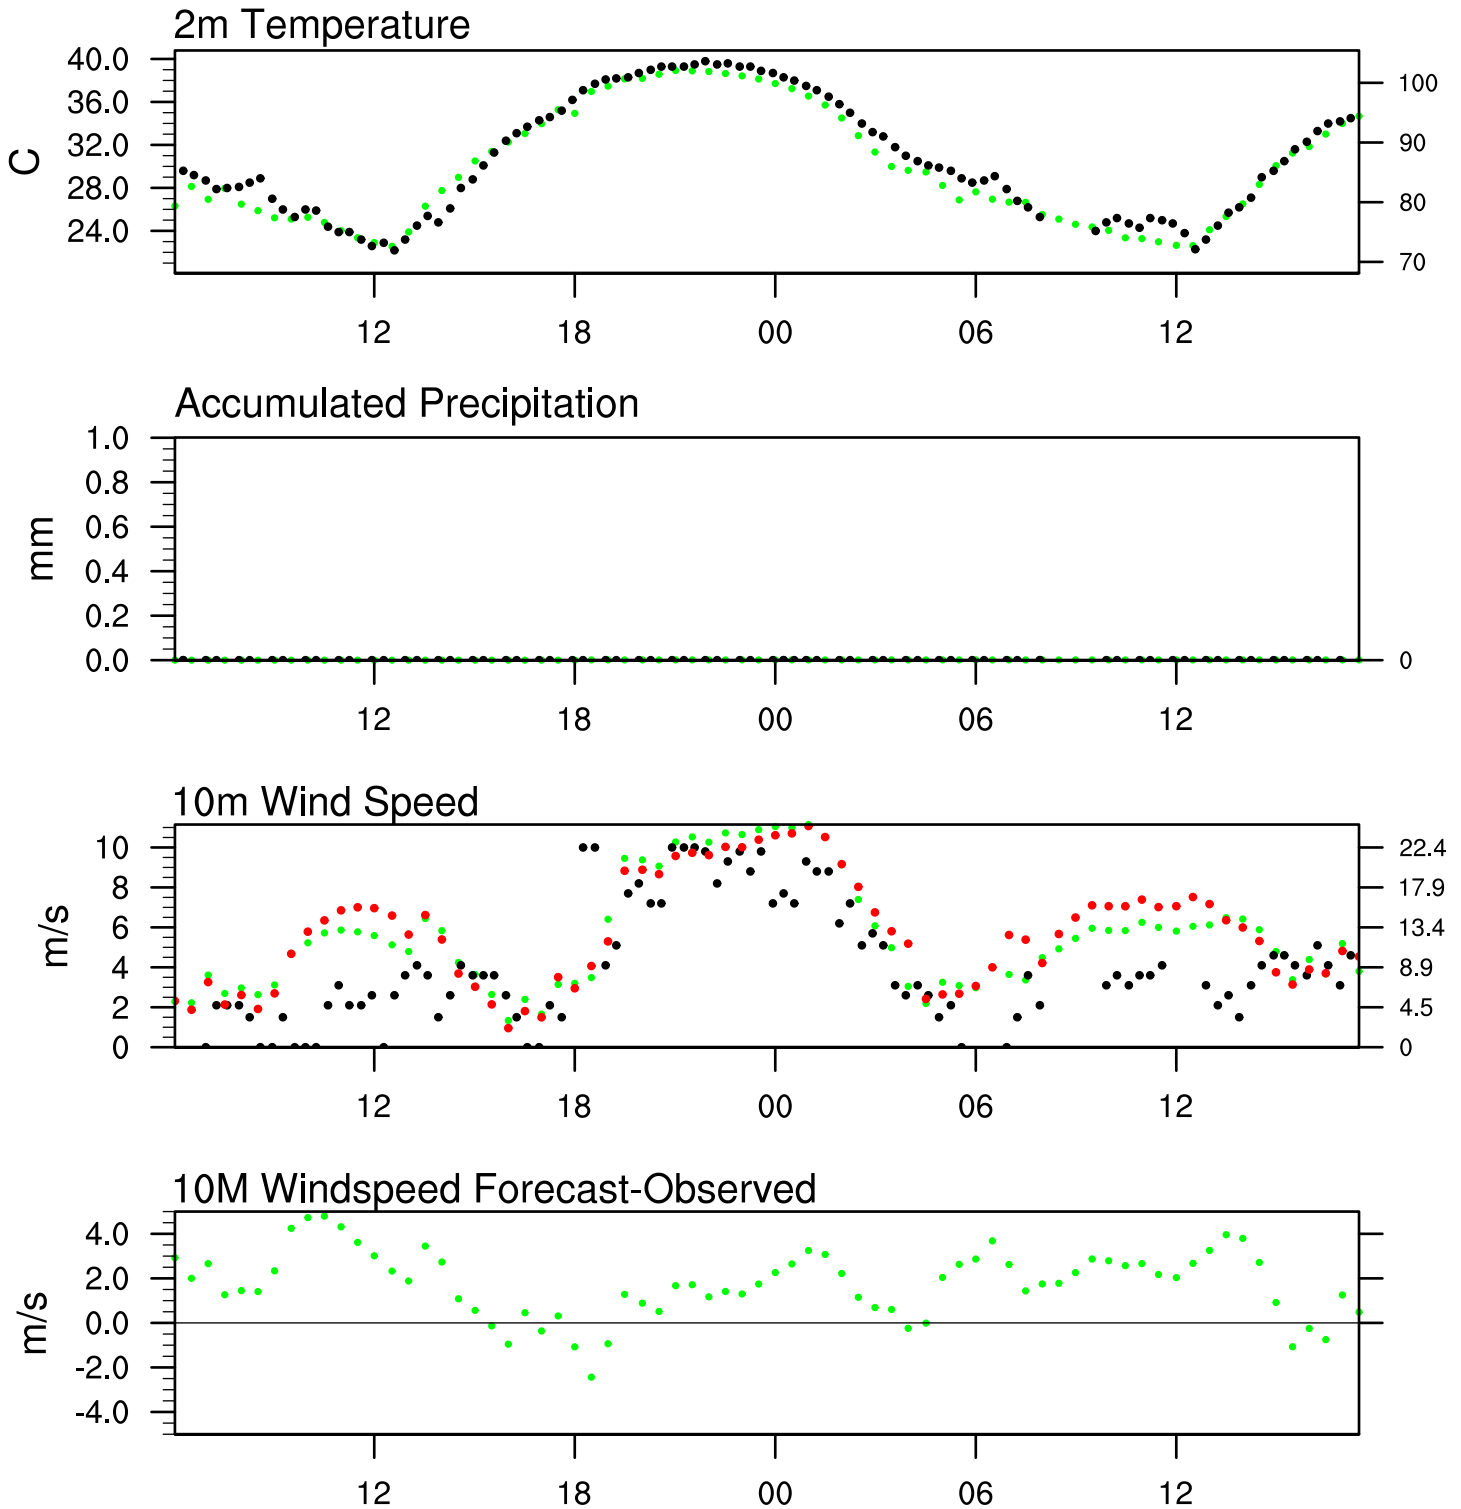 2m Temperature
40.0
36.0
32.0
28.0
24.0
C
100
90
80
70
12 18 00 06 12
Accumulated Precipitation
1.0
0.8
0.6
0.4
0.2
0.0
mm
0
12 18 00 06 12
10m Wind Speed
10
8
6
4
2
0
m/s
22.4
17.9
13.4
8.9
4.5
0
12 18 00 06 12
10M Windspeed Forecast-Observed
4.0
2.0
0.0
-2.0
-4.0
m/s
12 18 00 06 12